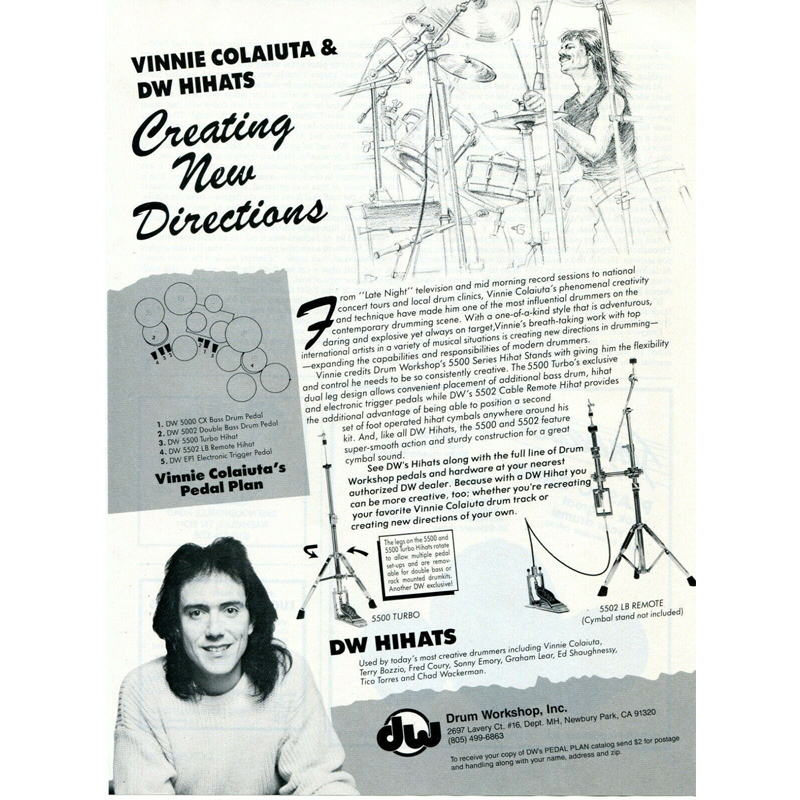 VINNIE COLAIUTA &
DW HIHATS
Creating
New
Directions
From "Late Night" television and mid morning record sessions to national
concert tours and local drum clinics, Vinnie Colaiuta's phenomenal creativity
and technique have made him one of the most influential drummers on the
contemporary drumming scene. With a one-of-a-kind style that is adventurous,
daring and explosive yet always on target, Vinnie's breath-taking work with top
international artists in a variety of musical situations is creating new directions in drumming—
—expanding the capabilities and responsibilities of modern drummers.
Vinnie credits Drum Workshop's 5500 Series Hihat Stands with giving him the flexibility
and control he needs to be so consistently creative. The 5500 Turbo's exclusive
dual leg design allows convenient placement of additional bass drum, hihat
and electronic trigger pedals while DW's 5502 Cable Remote Hihat provides
the additional advantage of being able to position a second
set of foot operated hihat cymbals anywhere around his
kit. And, like all DW Hihats, the 5500 and 5502 feature
super-smooth action and sturdy construction for a great
cymbal sound.
See DW's Hihats along with the full line of Drum
Workshop pedals and hardware at your nearest
authorized DW dealer. Because with a DW Hihat you
can be more creative, too; whether you're recreating
your favorite Vinnie Colaiuta drum track or
creating new directions of your own.
1. DW 5000 CX Bass Drum Pedal
2. DW 5002 Double Bass Drum Pedal
3. DW 5500 Turbo Hihat
4. DW 5502 LB Remote Hihat
5. DW EP1 Electronic Trigger Pedal
Vinnie Colaiuta's
Pedal Plan
The legs on the 5500 and
5500 Turbo Hihats rotate
to allow multiple pedal
set-ups and are remov-
able for double bass or
rack mounted drumkits.
Another DW exclusive!
5500 TURBO
5502 LB REMOTE
(Cymbal stand not included)
DW HIHATS
Used by today's most creative drummers including Vinnie Colaiuta,
Terry Bozzio, Fred Coury, Sonny Emory, Graham Lear, Ed Shaughnessy,
Tico Torres and Chad Wackerman.
dw
Drum Workshop, Inc.
2697 Lavery Ct. #16, Dept. MH, Newbury Park, CA 91320
(805) 499-6863
To receive your copy of DW's PEDAL PLAN catalog send $2 for postage
and handling along with your name, address and zip.